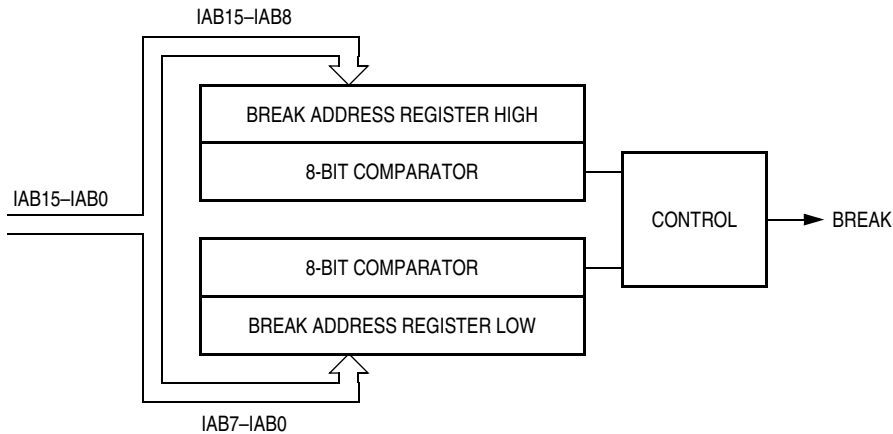 IAB15–IAB8
BREAK ADDRESS REGISTER HIGH
8-BIT COMPARATOR
IAB15–IAB0
CONTROL
BREAK
8-BIT COMPARATOR
BREAK ADDRESS REGISTER LOW
IAB7–IAB0